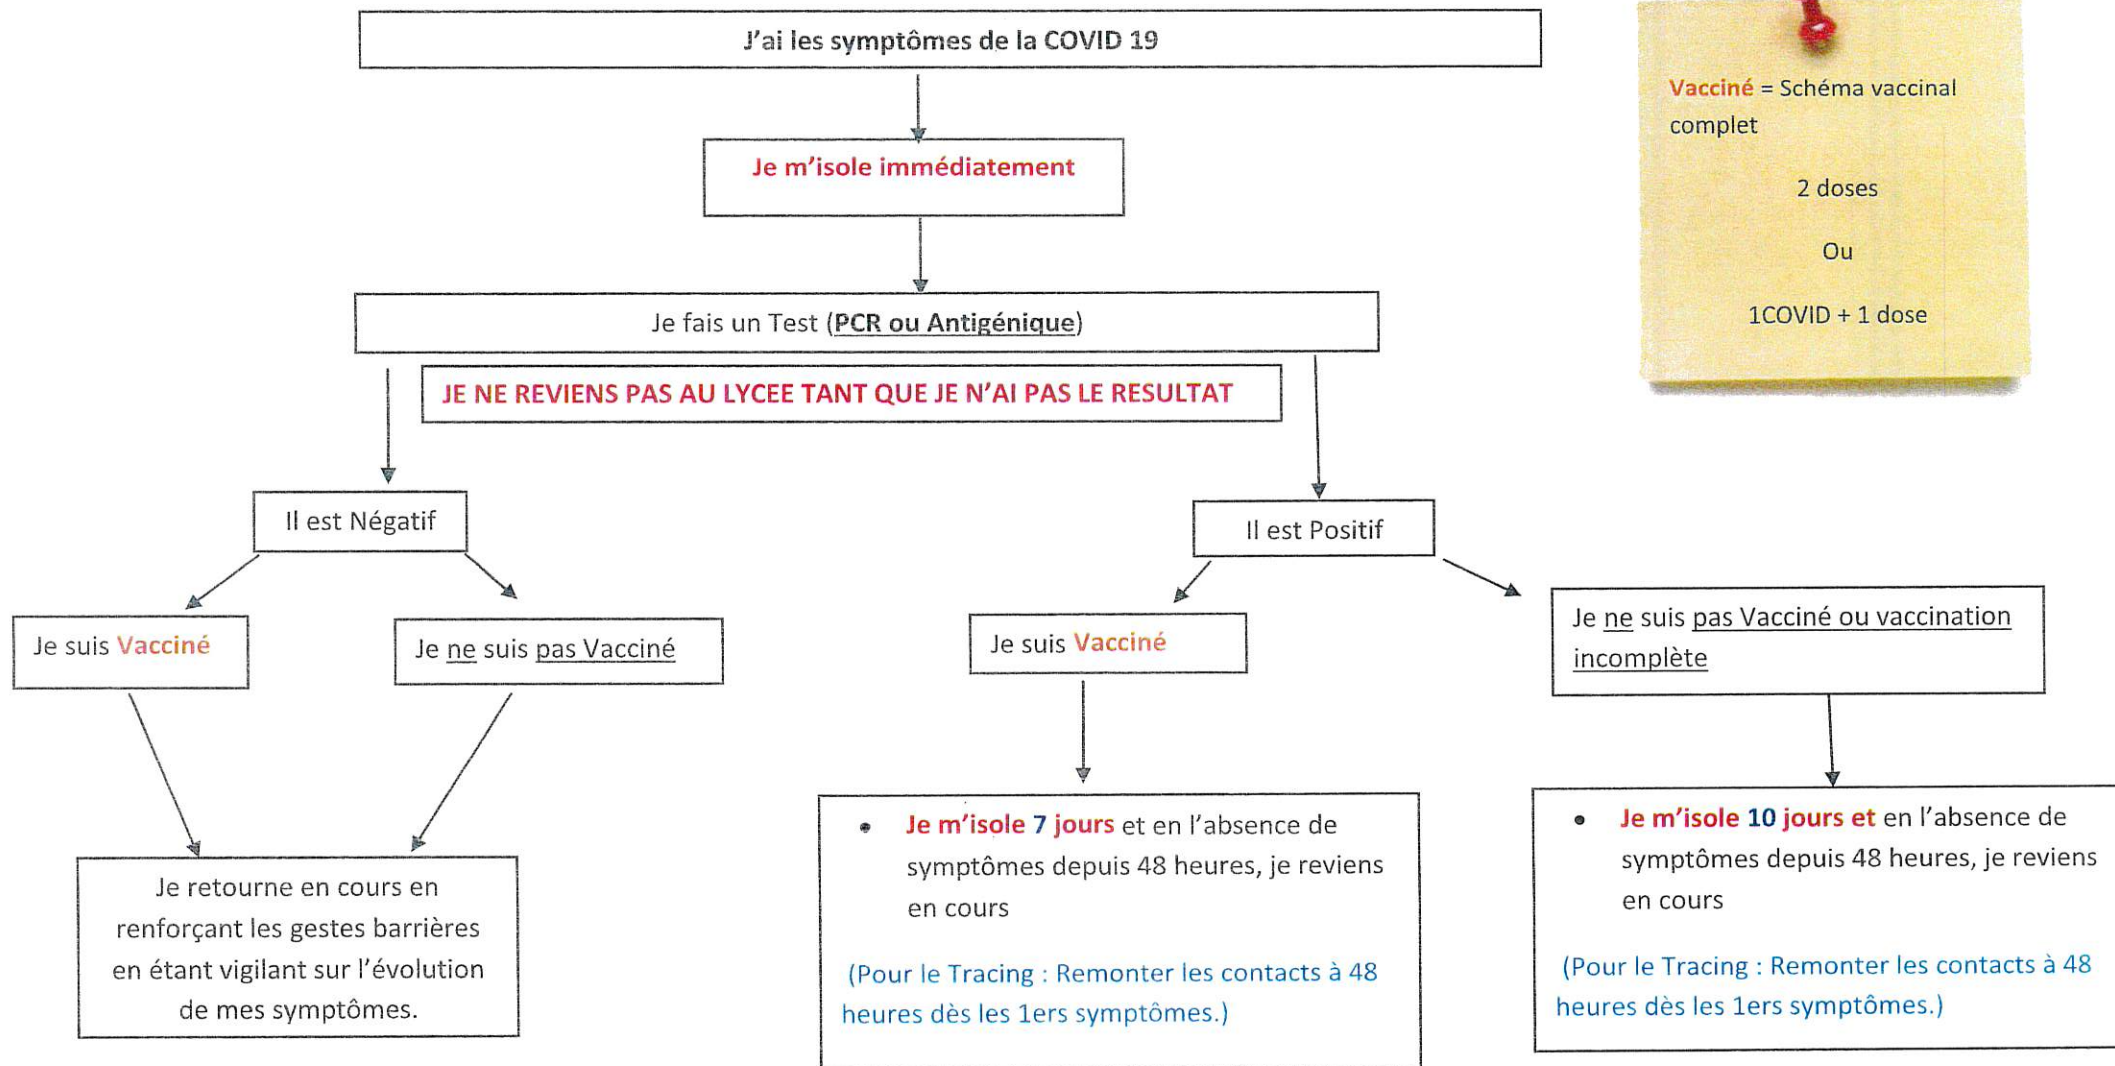 J'ai les symptômes de la COVID 19
Vacciné = Schéma vaccinal
complet
2 doses
Ou
1COVID + 1 dose
Je m'isole immédiatement
Je fais un Test (PCR ou Antigénique)
JE NE REVIENS PAS AU LYCEE TANT QUE JE N'AI PAS LE RESULTAT
Il est Négatif
Il est Positif
Je suis Vacciné
Je ne suis pas Vacciné
Je suis Vacciné
Je ne suis pas Vacciné ou vaccination
incomplète
Je retourne en cours en
renforçant les gestes barrières
en étant vigilant sur l'évolution
de mes symptômes.
• Je m'isole 7 jours et en l'absence de
symptômes depuis 48 heures, je reviens
en cours
(Pour le Tracing : Remonter les contacts à 48
heures dès les 1ers symptômes.)
• Je m'isole 10 jours et en l'absence de
symptômes depuis 48 heures, je reviens
en cours
(Pour le Tracing : Remonter les contacts à 48
heures dès les 1ers symptômes.)